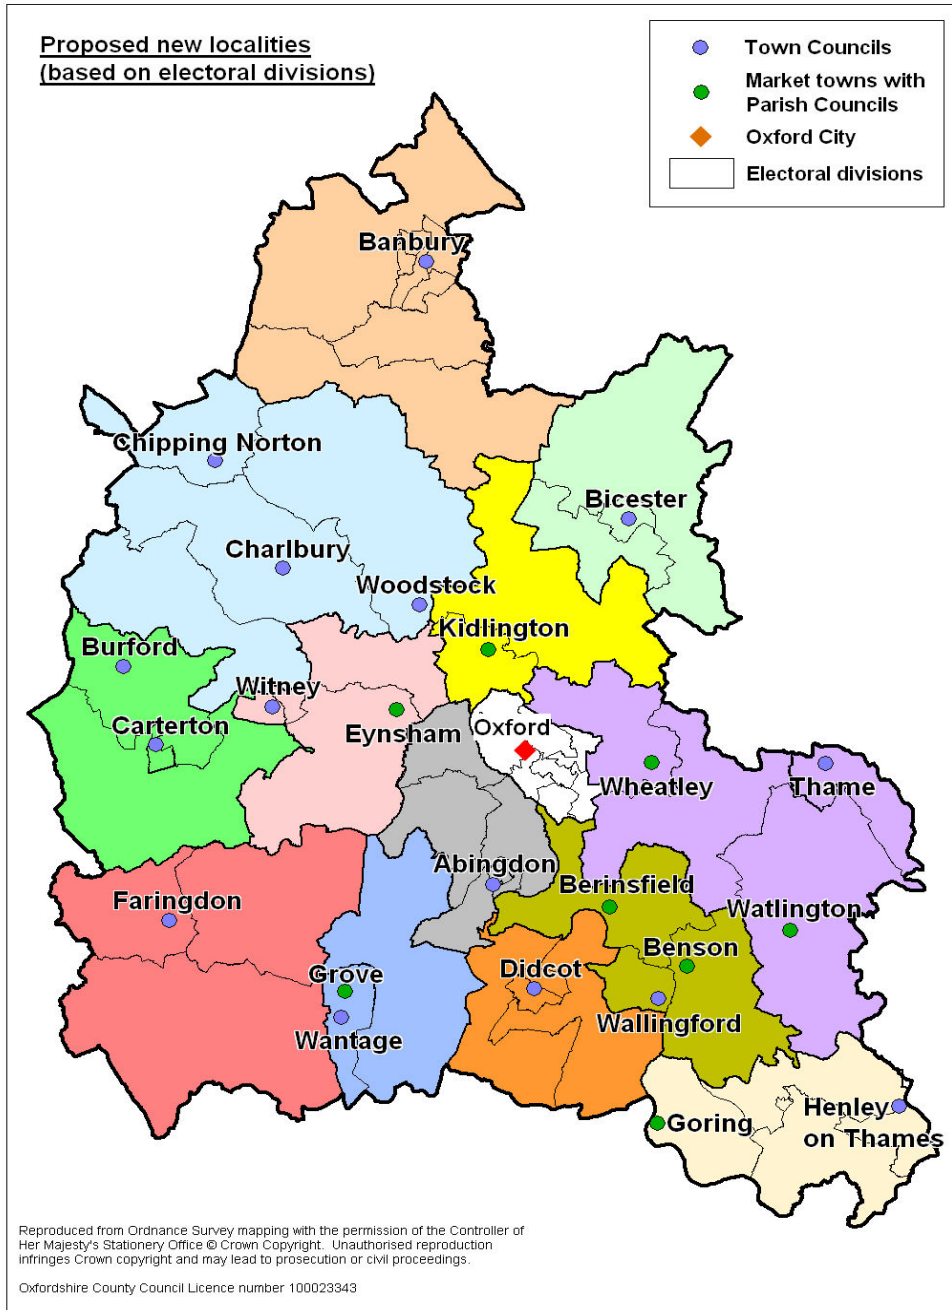 Proposed new localities
(based on electoral divisions)
Town Councils
Market towns with
Parish Councils
Oxford City
Electoral divisions
Banbury
Chipping Norton
Bicester
Charlbury
Woodstock
Kidlington
Burford
Witney
Eynsham
Oxford
Carterton
Wheatley
Thame
Abingdon
Berinsfield
Faringdon
Watlington
Benson
Grove
Didcot
Wallingford
Wantage
Goring
Henley
on Thames
Reproduced from Ordnance Survey mapping with the permission of the Controller of
Her Majesty's Stationery Office © Crown Copyright.  Unauthorised reproduction
infringes Crown copyright and may lead to prosecution or civil proceedings.
Oxfordshire County Council Licence number 100023343